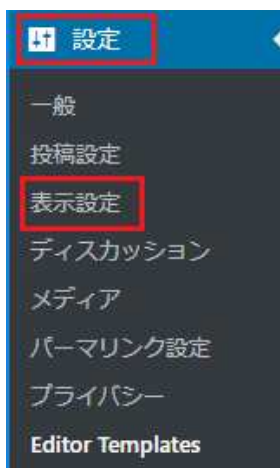 設定
一般
投稿設定
表示設定
ディスカッション
メディア
パーマリンク設定
プライバシー
Editor Templates